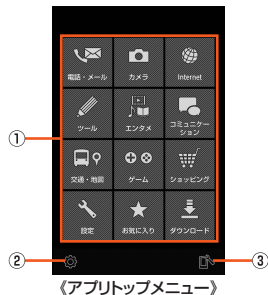 ①
電話・メール
カメラ
Internet
ツール
エンタメ
コミュニケー
ション
交通・地図
ゲーム
ショッピング
設定
お気に入り
ダウンロード
②
③
《アプリトップメニュー》